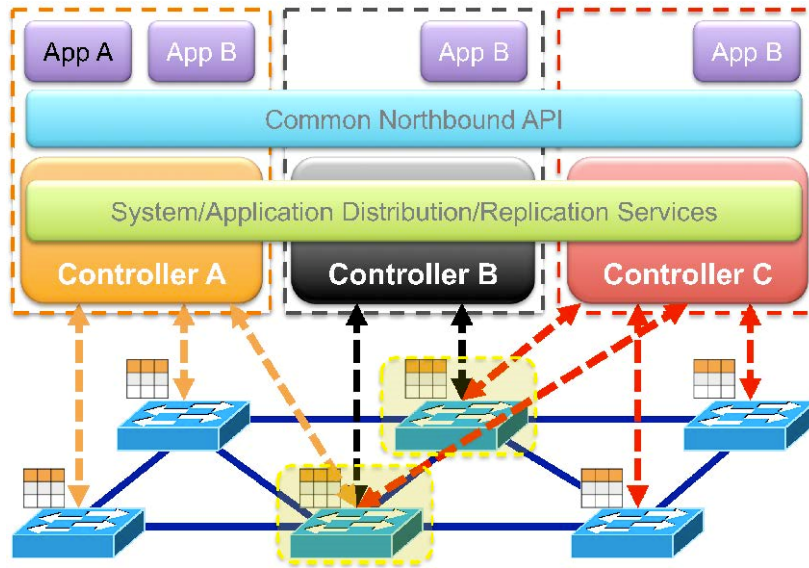 App A
App B
App B
App B
Common Northbound API
System/Application Distribution/Replication Services
Controller A
Controller B
Controller C